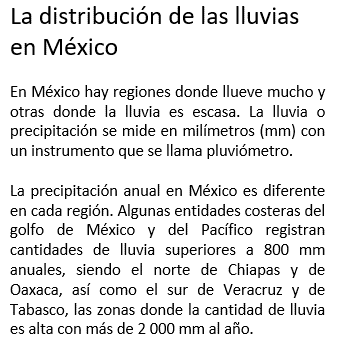 La distribución de las lluvias
en México
En México hay regiones donde llueve mucho y
otras donde la lluvia es escasa. La lluvia o
precipitación se mide en milímetros (mm) con
un instrumento que se llama pluviómetro.
La precipitación anual en México es diferente
en cada región. Algunas entidades costeras del
golfo de México y del Pacífico registran
cantidades de lluvia superiores a 800 mm
anuales, siendo el norte de Chiapas y de
Oaxaca, así como el sur de Veracruz y de
Tabasco, las zonas donde la cantidad de lluvia
es alta con más de 2 000 mm al año.